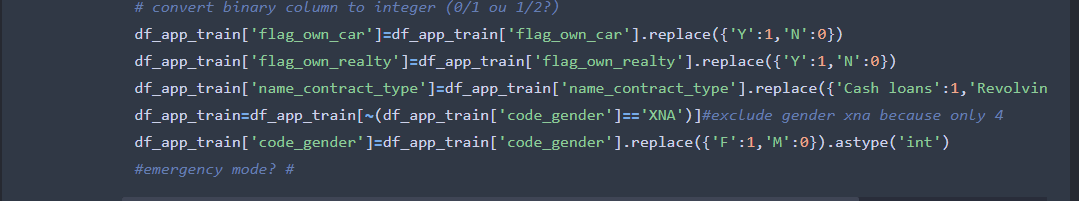 # convert binary column to integer (0/1 ou 1/2?)
df_app_train['flag_own_car']=df_app_train['flag_own_car'].replace({'Y':1,'N':0})
df_app_train['flag_own_realty']=df_app_train['flag_own_realty'].replace({'Y':1,'N':0})
df_app_train['name_contract_type']=df_app_train['name_contract_type'].replace({'Cash loans':1,'Revolvin
df_app_train=df_app_train[~(df_app_train['code_gender']=='XNA')]#exclude gender xna because only 4
df_app_train['code_gender']=df_app_train['code_gender'].replace({'F':1,'M':0}).astype('int')
#emergency mode? #